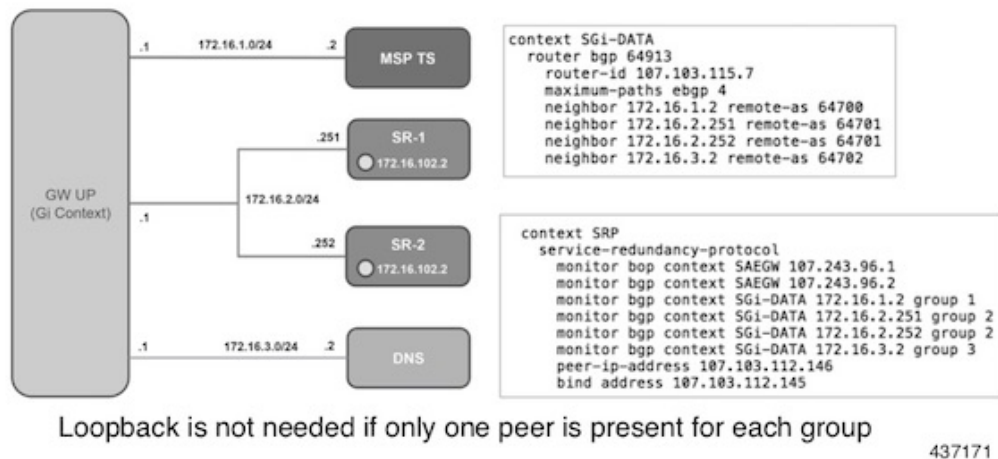 .1
172.16.1.0/24
.2
MSP TS
.251
SR-1
172.16.102.2
GW UP
(Gi Context)
.1
172.16.2.0/24
.252
SR-2
172.16.102.2
.1
172.16.3.0/24
.2
DNS
context SGi-DATA
router bgp 64913
router-id 107.103.115.7
maximum-paths ebgp 4
neighbor 172.16.1.2 remote-as 64700
neighbor 172.16.2.251 remote-as 64701
neighbor 172.16.2.252 remote-as 64701
neighbor 172.16.3.2 remote-as 64702
context SRP
service-redundancy-protocol
monitor bop context SAEGW 107.243.96.1
monitor bgp context SAEGW 107.243.96.2
monitor bgp context SGi-DATA 172.16.1.2 group 1
monitor bgp context SGi-DATA 172.16.2.251 group 2
monitor bgp context SGi-DATA 172.16.2.252 group 2
monitor bgp context SGi-DATA 172.16.3.2 group 3
peer-ip-address 107.103.112.146
bind address 107.103.112.145
Loopback is not needed if only one peer is present for each group
437171